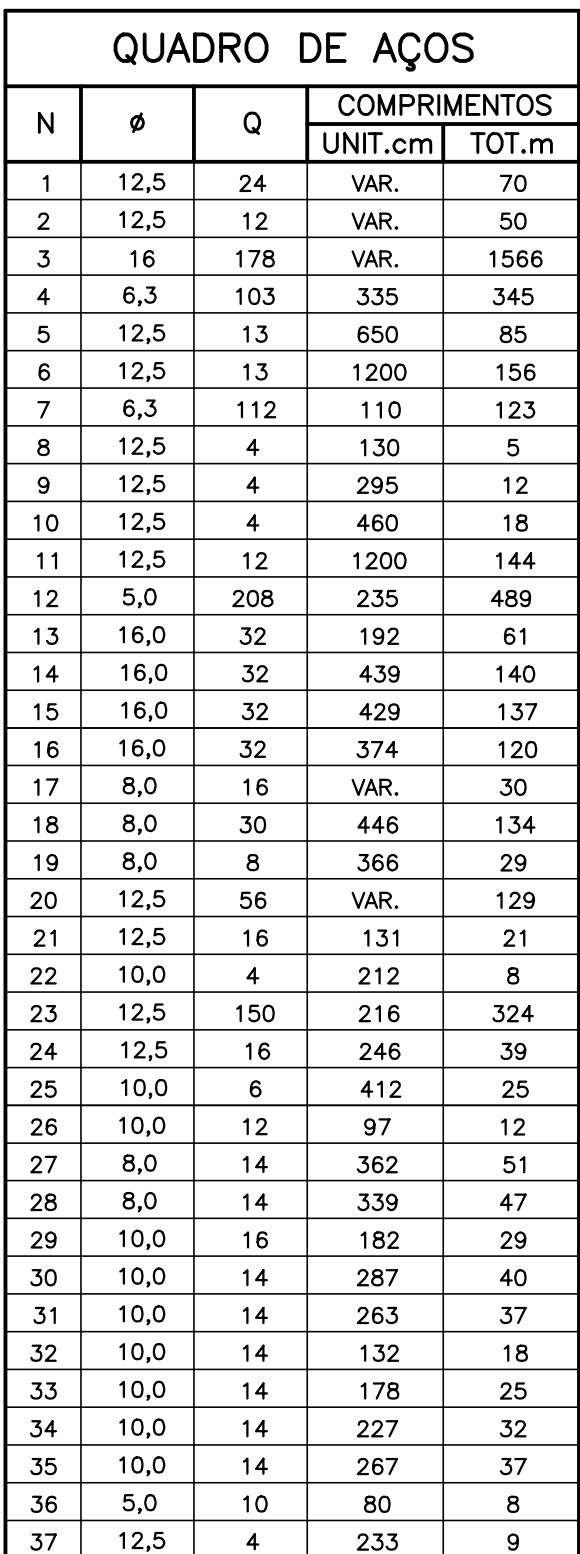 QUADRO DE AÇOS
N ø Q COMPRIMENTOS
UNIT.cm TOT.m
1 12,5 24 VAR. 70
2 12,5 12 VAR. 50
3 16 178 VAR. 1566
4 6,3 103 335 345
5 12,5 13 650 85
6 12,5 13 1200 156
7 6,3 112 110 123
8 12,5 4 130 5
9 12,5 4 295 12
10 12,5 4 460 18
11 12,5 12 1200 144
12 5,0 208 235 489
13 16,0 32 192 61
14 16,0 32 439 140
15 16,0 32 429 137
16 16,0 32 374 120
17 8,0 16 VAR. 30
18 8,0 30 446 134
19 8,0 8 366 29
20 12,5 56 VAR. 129
21 12,5 16 131 21
22 10,0 4 212 8
23 12,5 150 216 324
24 12,5 16 246 39
25 10,0 6 412 25
26 10,0 12 97 12
27 8,0 14 362 51
28 8,0 14 339 47
29 10,0 16 182 29
30 10,0 14 287 40
31 10,0 14 263 37
32 10,0 14 132 18
33 10,0 14 178 25
34 10,0 14 227 32
35 10,0 14 267 37
36 5,0 10 80 8
37 12,5 4 233 9